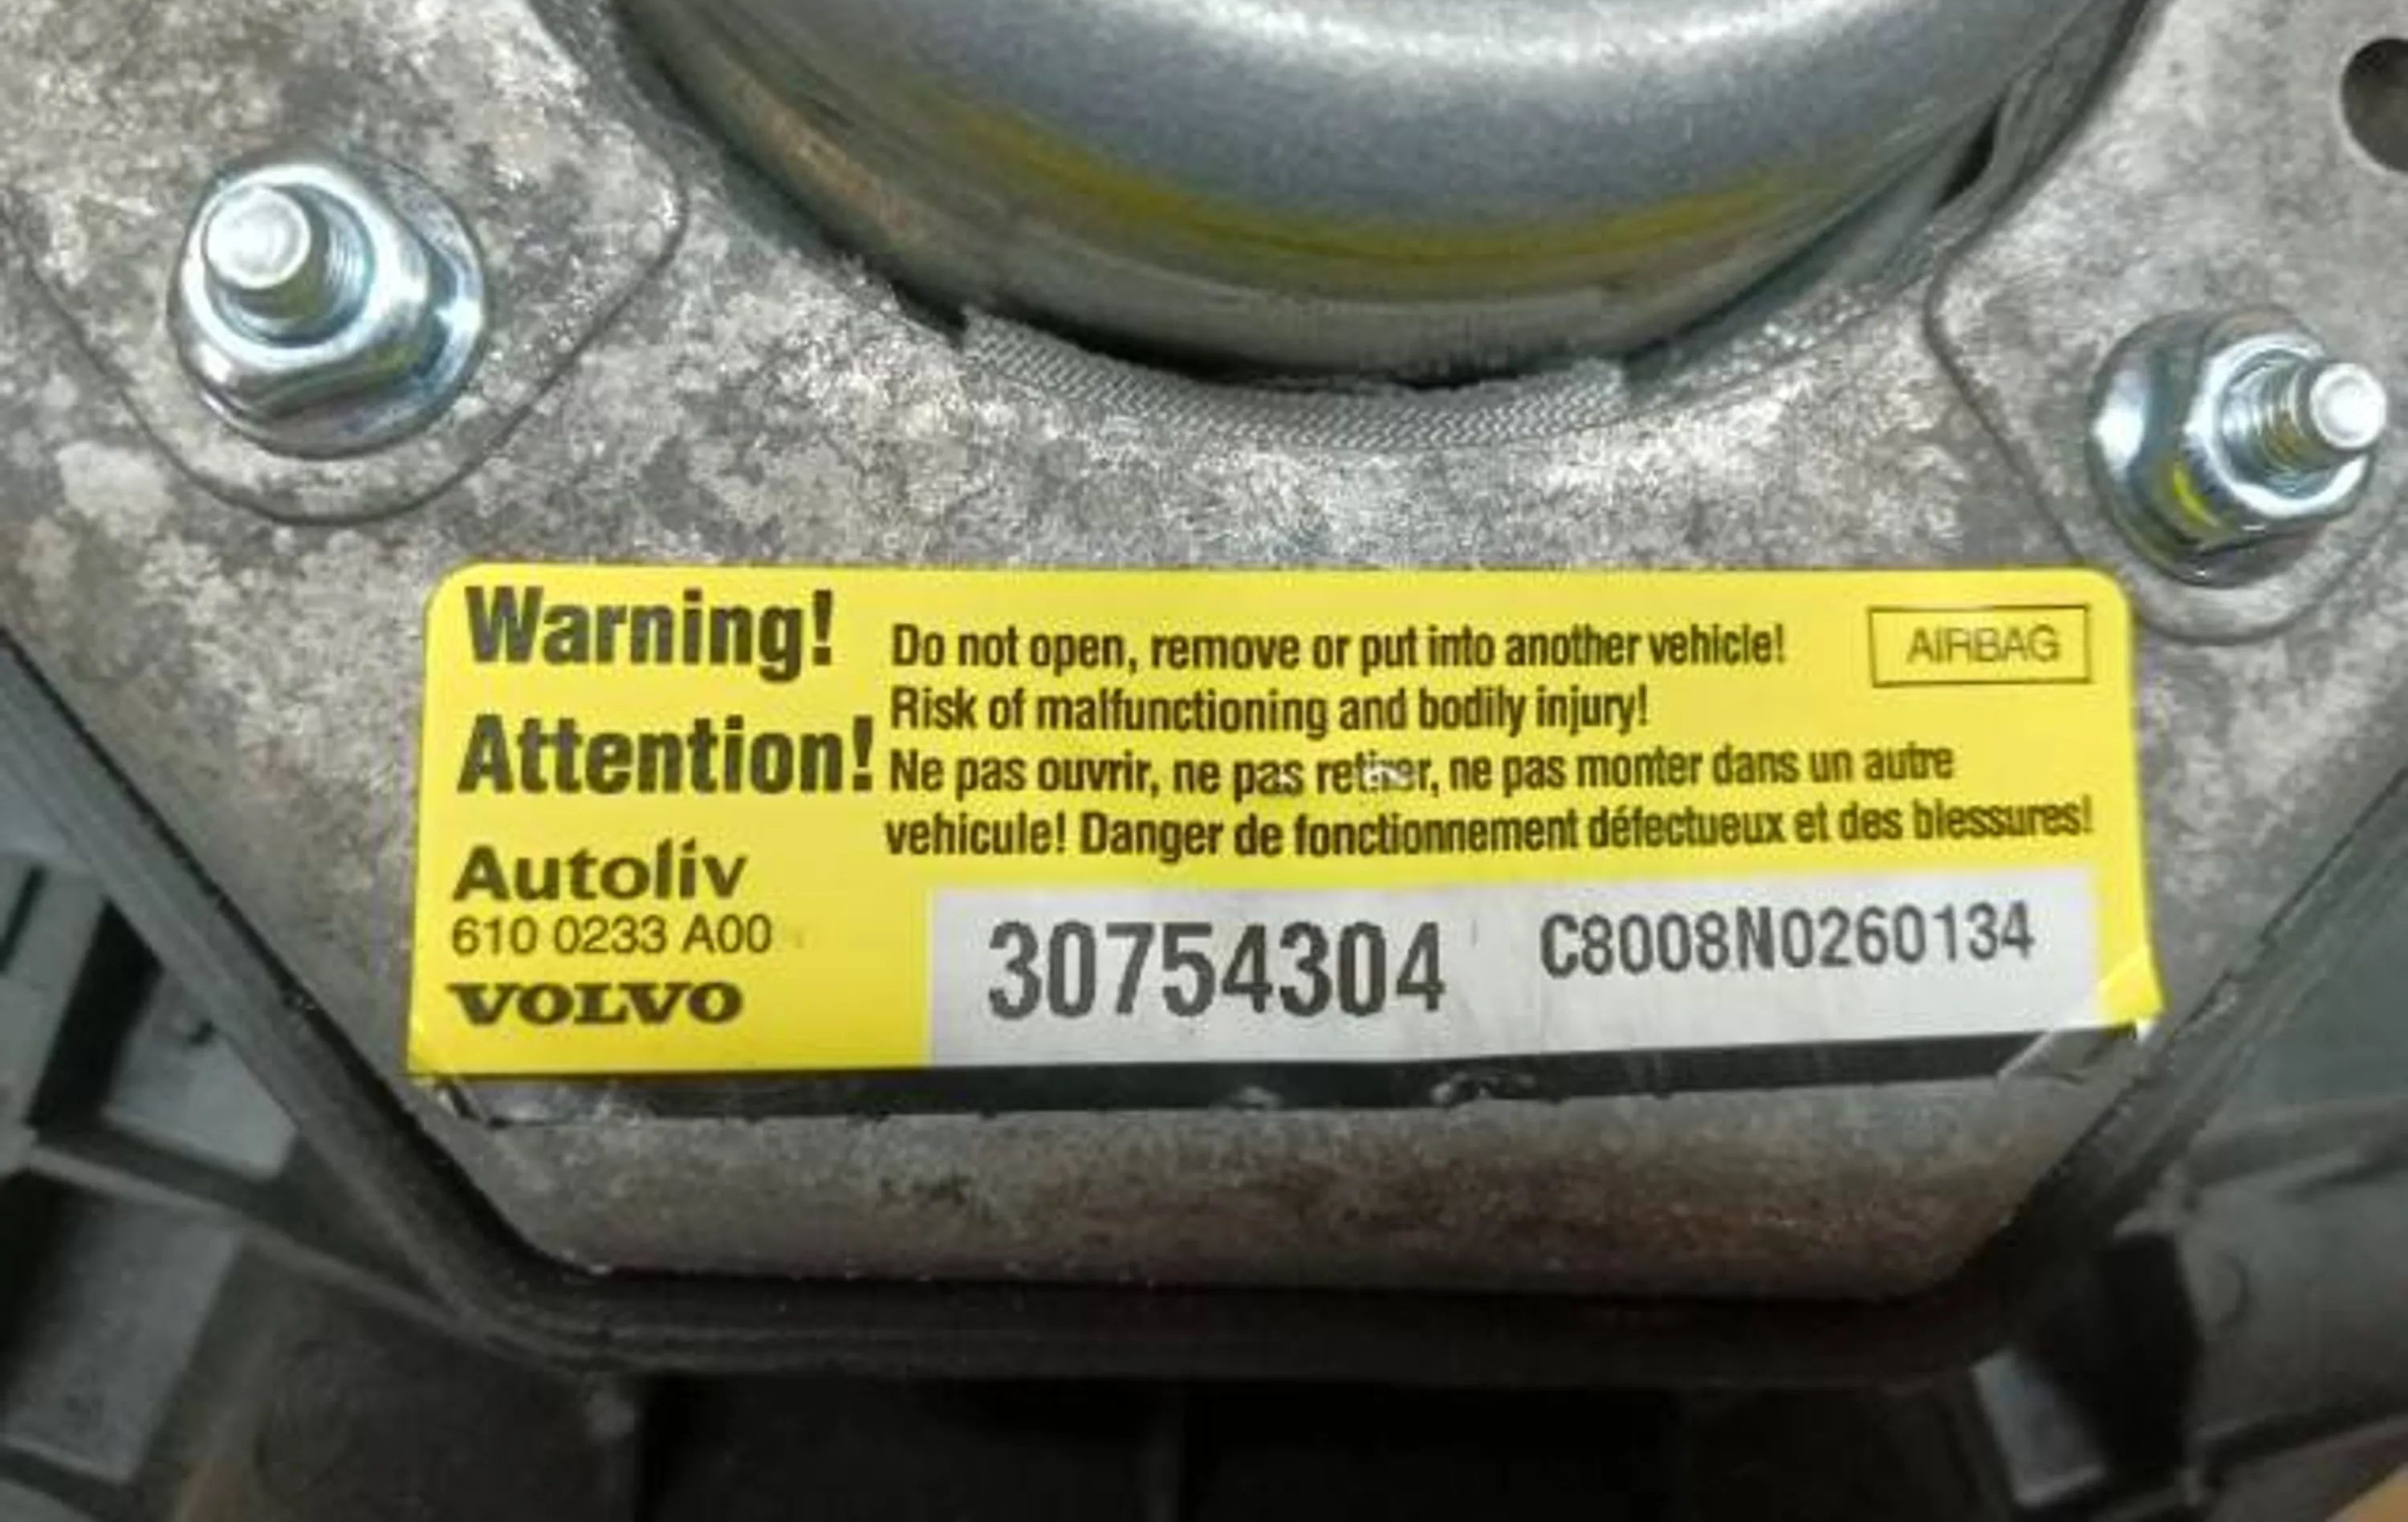 Warning!
Do not open, remove or put into another vehicle!
AIRBAG
Risk of malfunctioning and bodily injury!
Attention!
Ne pas ouvrir, ne pas retirer, ne pas monter dans un autre
vehicule! Danger de fonctionnement défectueux et des blessures!
Autoliv
610 0233 A00
VOLVO
30754304
C8008N0260134